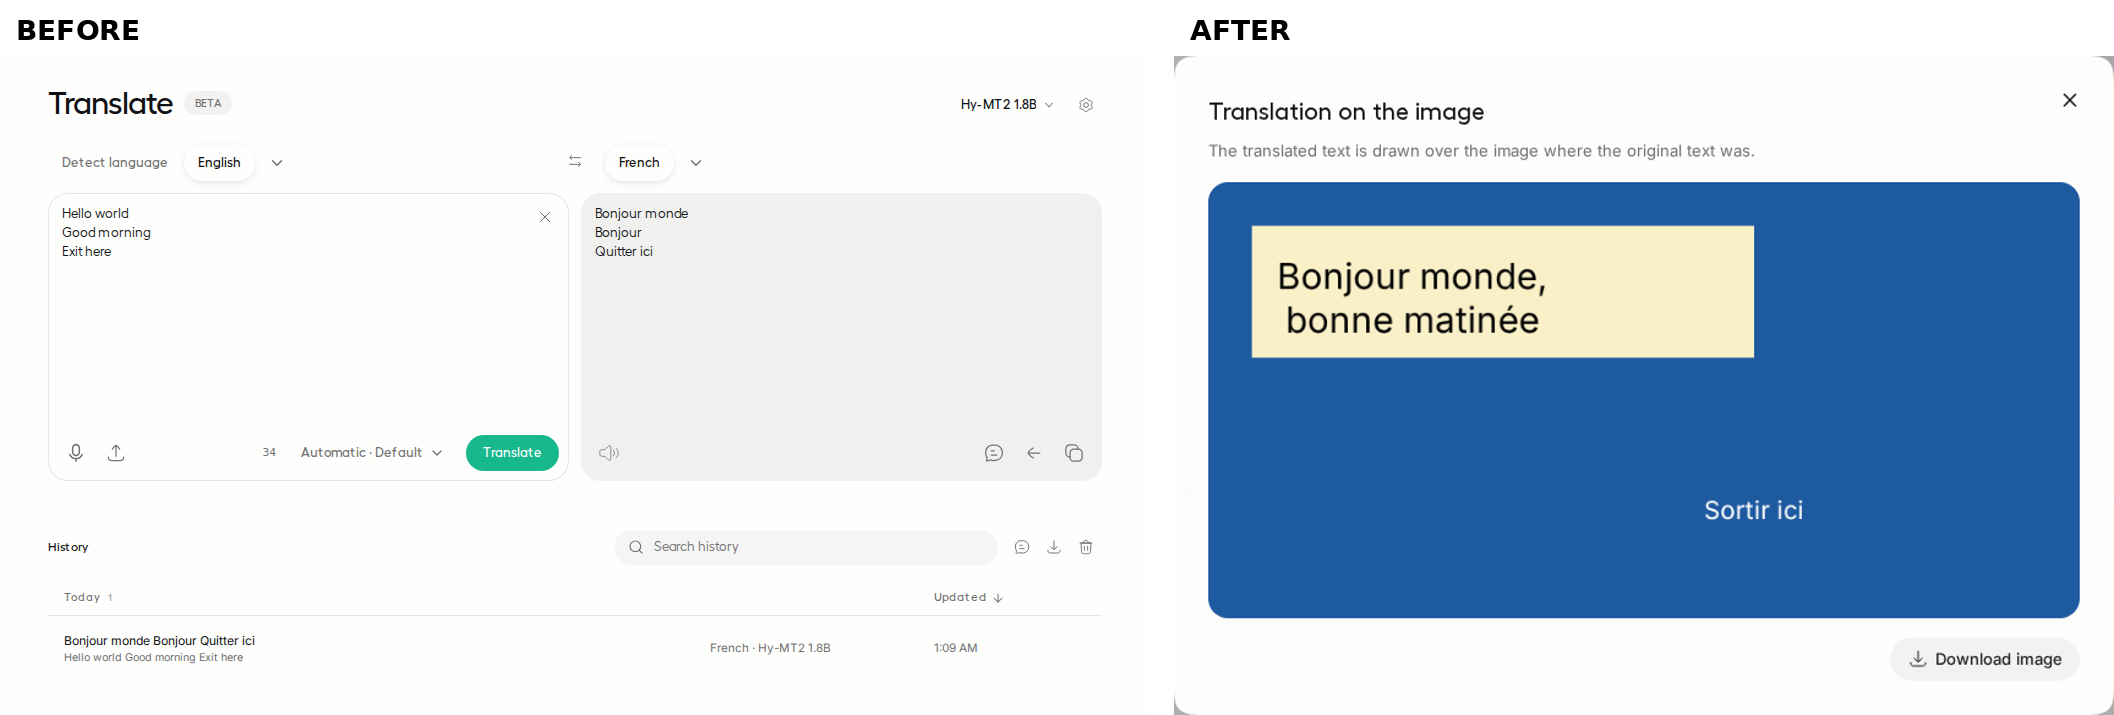 BEFORE
Translate BETA
Hy-MT2 1.8B
Detect language English
French
Hello world
Good morning
Exit here
Bonjour monde
Bonjour
Quitter ici
34 Automatic · Default Translate
History
Search history
Today 1 Updated
Bonjour monde Bonjour Quitter ici
Hello world Good morning Exit here
French · Hy-MT2 1.8B
1:09 AM
AFTER
Translation on the image
The translated text is drawn over the image where the original text was.
Bonjour monde,
bonne matinée
Sortir ici
Download image